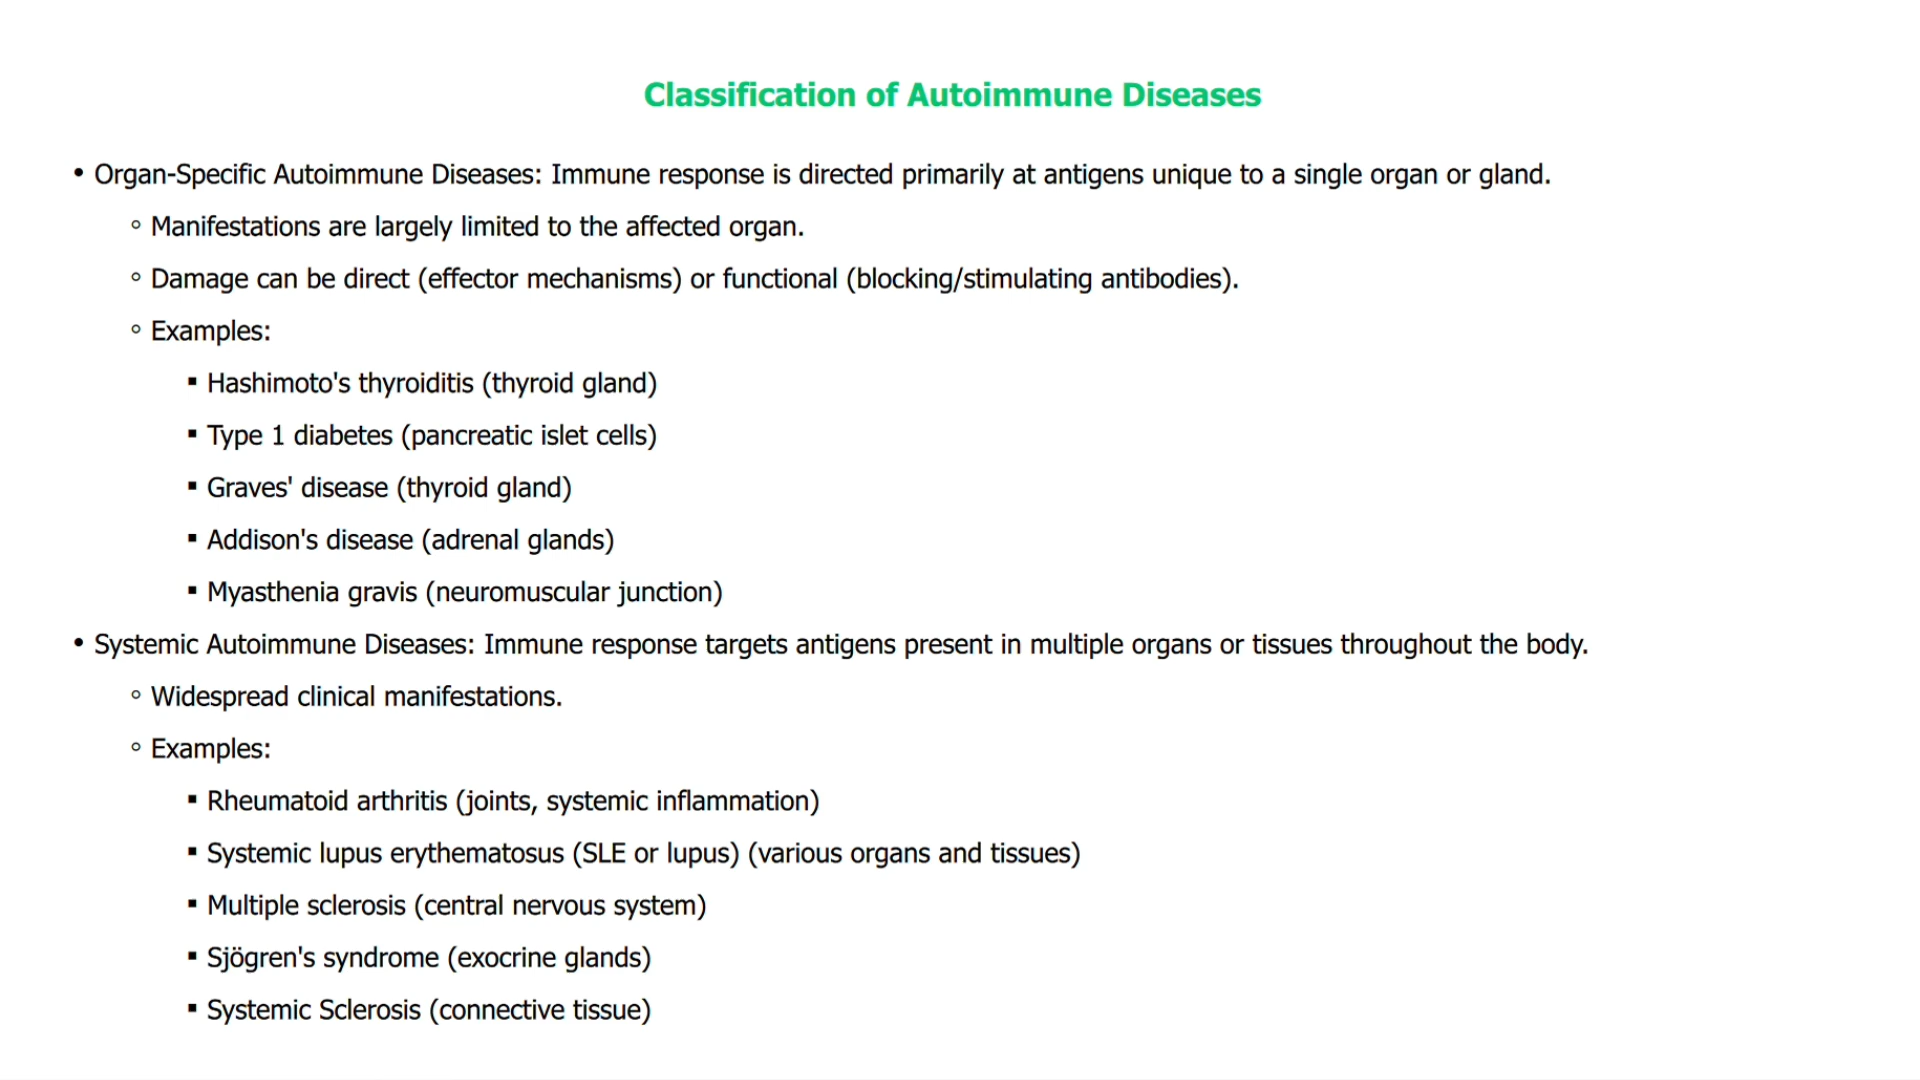 Classification of Autoimmune Diseases
• Organ-Specific Autoimmune Diseases: Immune response is directed primarily at antigens unique to a single organ or gland.
◦ Manifestations are largely limited to the affected organ.
◦ Damage can be direct (effector mechanisms) or functional (blocking/stimulating antibodies).
◦ Examples:
▪ Hashimoto's thyroiditis (thyroid gland)
▪ Type 1 diabetes (pancreatic islet cells)
▪ Graves' disease (thyroid gland)
▪ Addison's disease (adrenal glands)
▪ Myasthenia gravis (neuromuscular junction)
• Systemic Autoimmune Diseases: Immune response targets antigens present in multiple organs or tissues throughout the body.
◦ Widespread clinical manifestations.
◦ Examples:
▪ Rheumatoid arthritis (joints, systemic inflammation)
▪ Systemic lupus erythematosus (SLE or lupus) (various organs and tissues)
▪ Multiple sclerosis (central nervous system)
▪ Sjögren's syndrome (exocrine glands)
▪ Systemic Sclerosis (connective tissue)